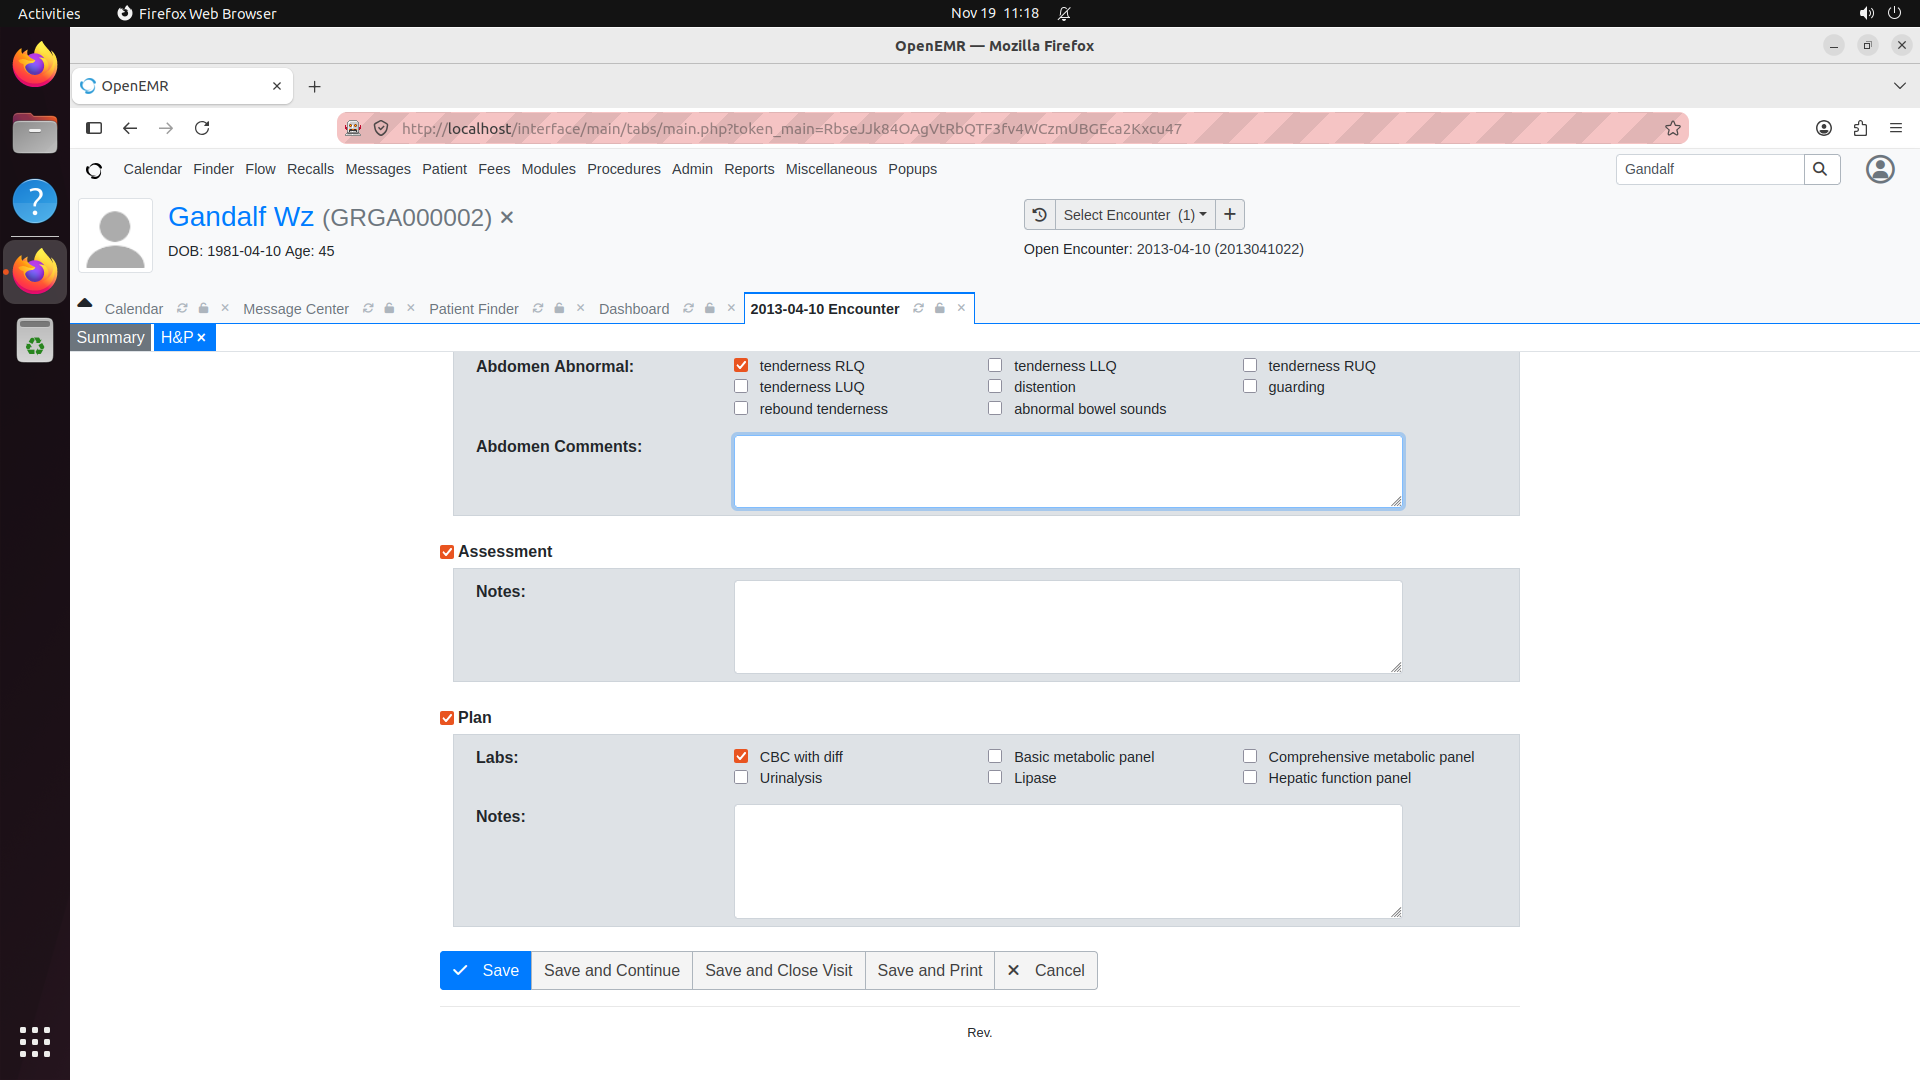 Activities
Firefox Web Browser
Nov 19 11:18
OpenEMR — Mozilla Firefox
OpenEMR
http://localhost/interface/main/tabs/main.php?token_main=RbseJJk84OAgVtRbQTF3fv4WCzmUBGEca2Kxcu47
Calendar Finder Flow Recalls Messages Patient Fees Modules Procedures Admin Reports Miscellaneous Popups
Gandalf
Gandalf Wz (GRGA000002)
Select Encounter (1)
DOB: 1981-04-10 Age: 45
Open Encounter: 2013-04-10 (2013041022)
Calendar
Message Center
Patient Finder
Dashboard
2013-04-10 Encounter
Summary
H&P
Abdomen Abnormal:
tenderness RLQ
tenderness LLQ
tenderness RUQ
tenderness LUQ
distention
guarding
rebound tenderness
abnormal bowel sounds
Abdomen Comments:
Assessment
Notes:
Plan
Labs:
CBC with diff
Basic metabolic panel
Comprehensive metabolic panel
Urinalysis
Lipase
Hepatic function panel
Notes:
Save
Save and Continue
Save and Close Visit
Save and Print
Cancel
Rev.